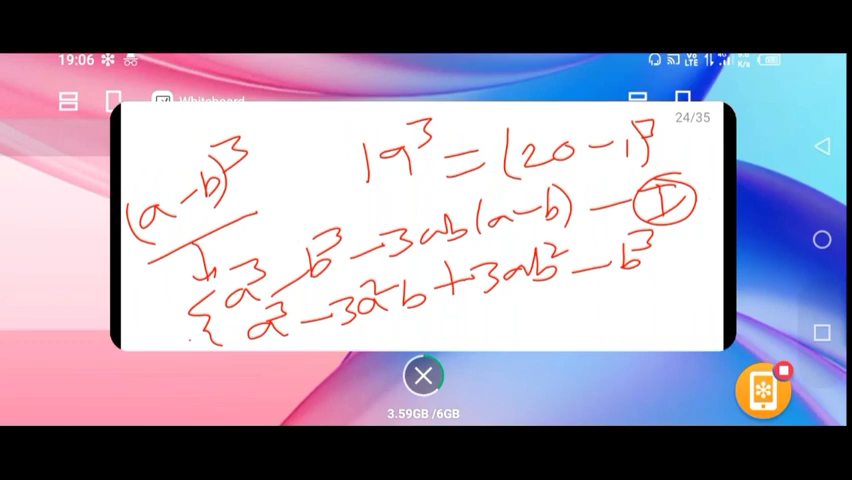 19:06
Whiteboard
24/35
(a-b)³
19³ = (20-1)³
a³-b³-3ab(a-b) - I
{a³-3a²b+3ab²-b³
3.59GB /6GB